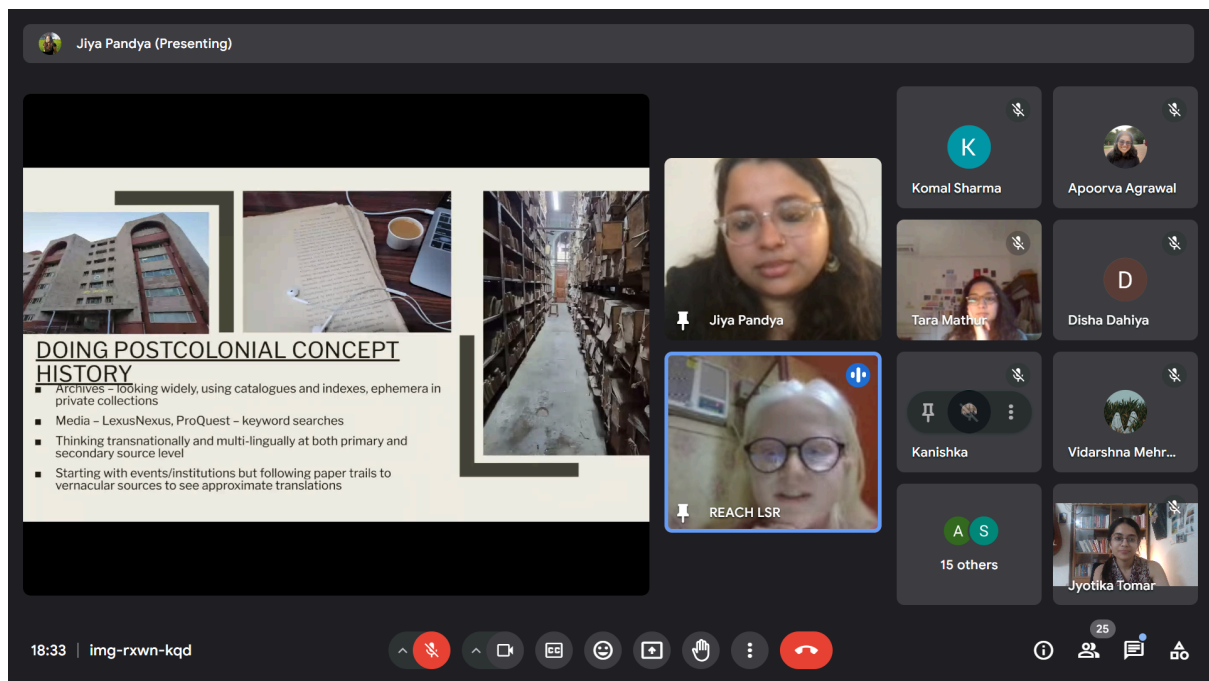 Jiya Pandya (Presenting)
DOING POSTCOLONIAL CONCEPT
HISTORY
Archives – looking widely, using catalogues and indexes, ephemera in
private collections
Media – LexusNexus, ProQuest – keyword searches
Thinking transnationally and multi-lingually at both primary and
secondary source level
Starting with events/institutions but following paper trails to
vernacular sources to see approximate translations
Jiya Pandya
REACH LSR
K
Komal Sharma
Apoorva Agrawal
Tara Mathur
D
Disha Dahiya
Kanishka
Vidarshna Mehr...
A S
15 others
Jyotika Tomar
18:33 | img-rxwn-kqd
CC
25